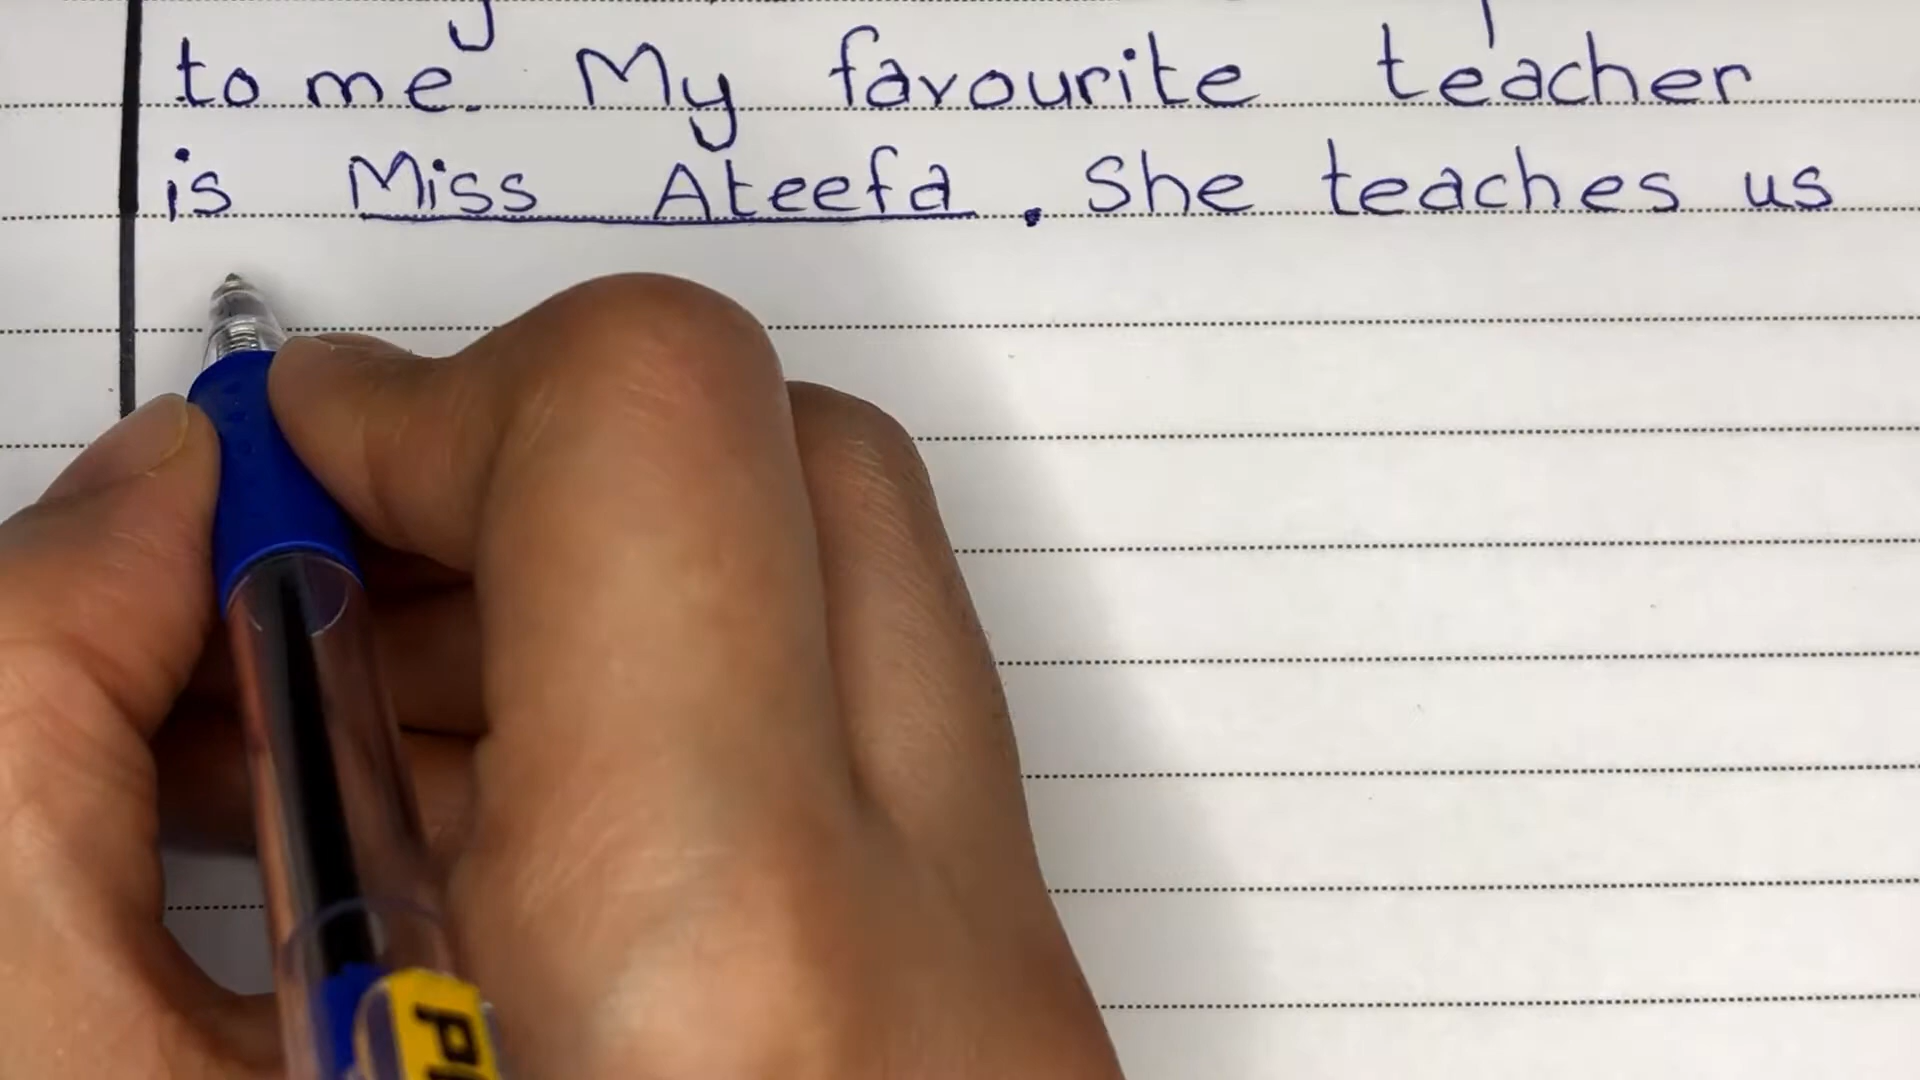 to me. My favourite teacher
is Miss Ateefa. She teaches us